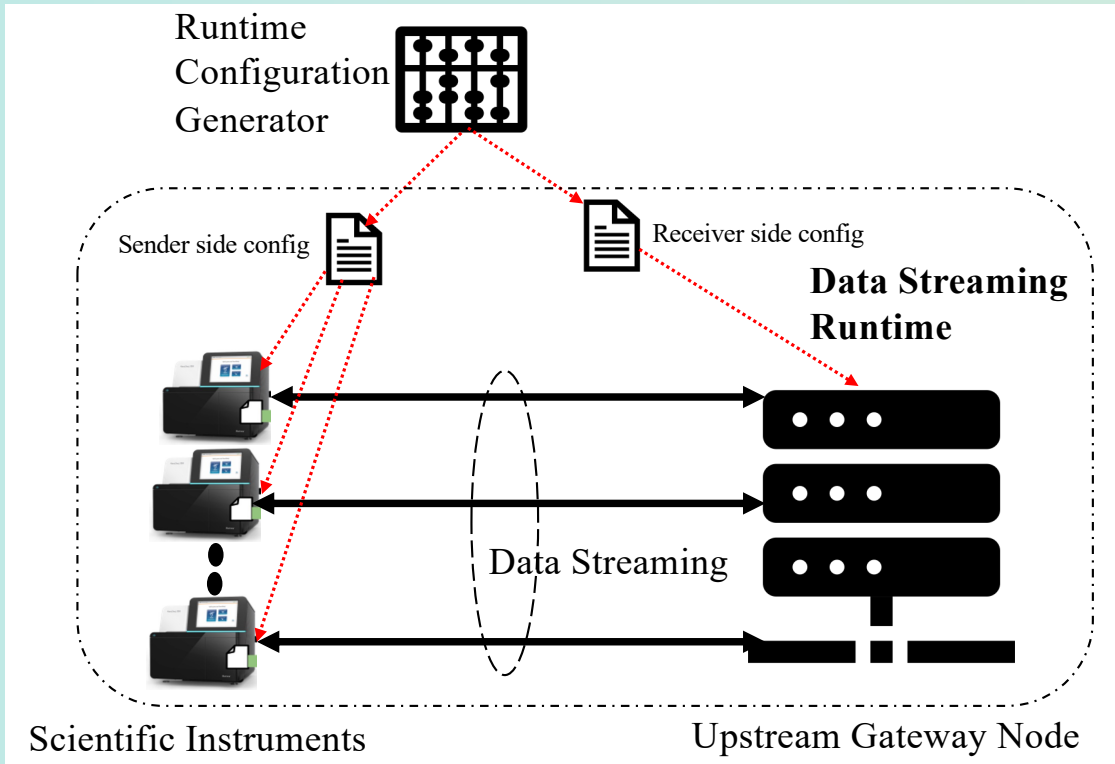 Runtime
Configuration
Generator
Sender side config
Receiver side config
Data Streaming
Runtime
Data Streaming
Scientific Instruments
Upstream Gateway Node